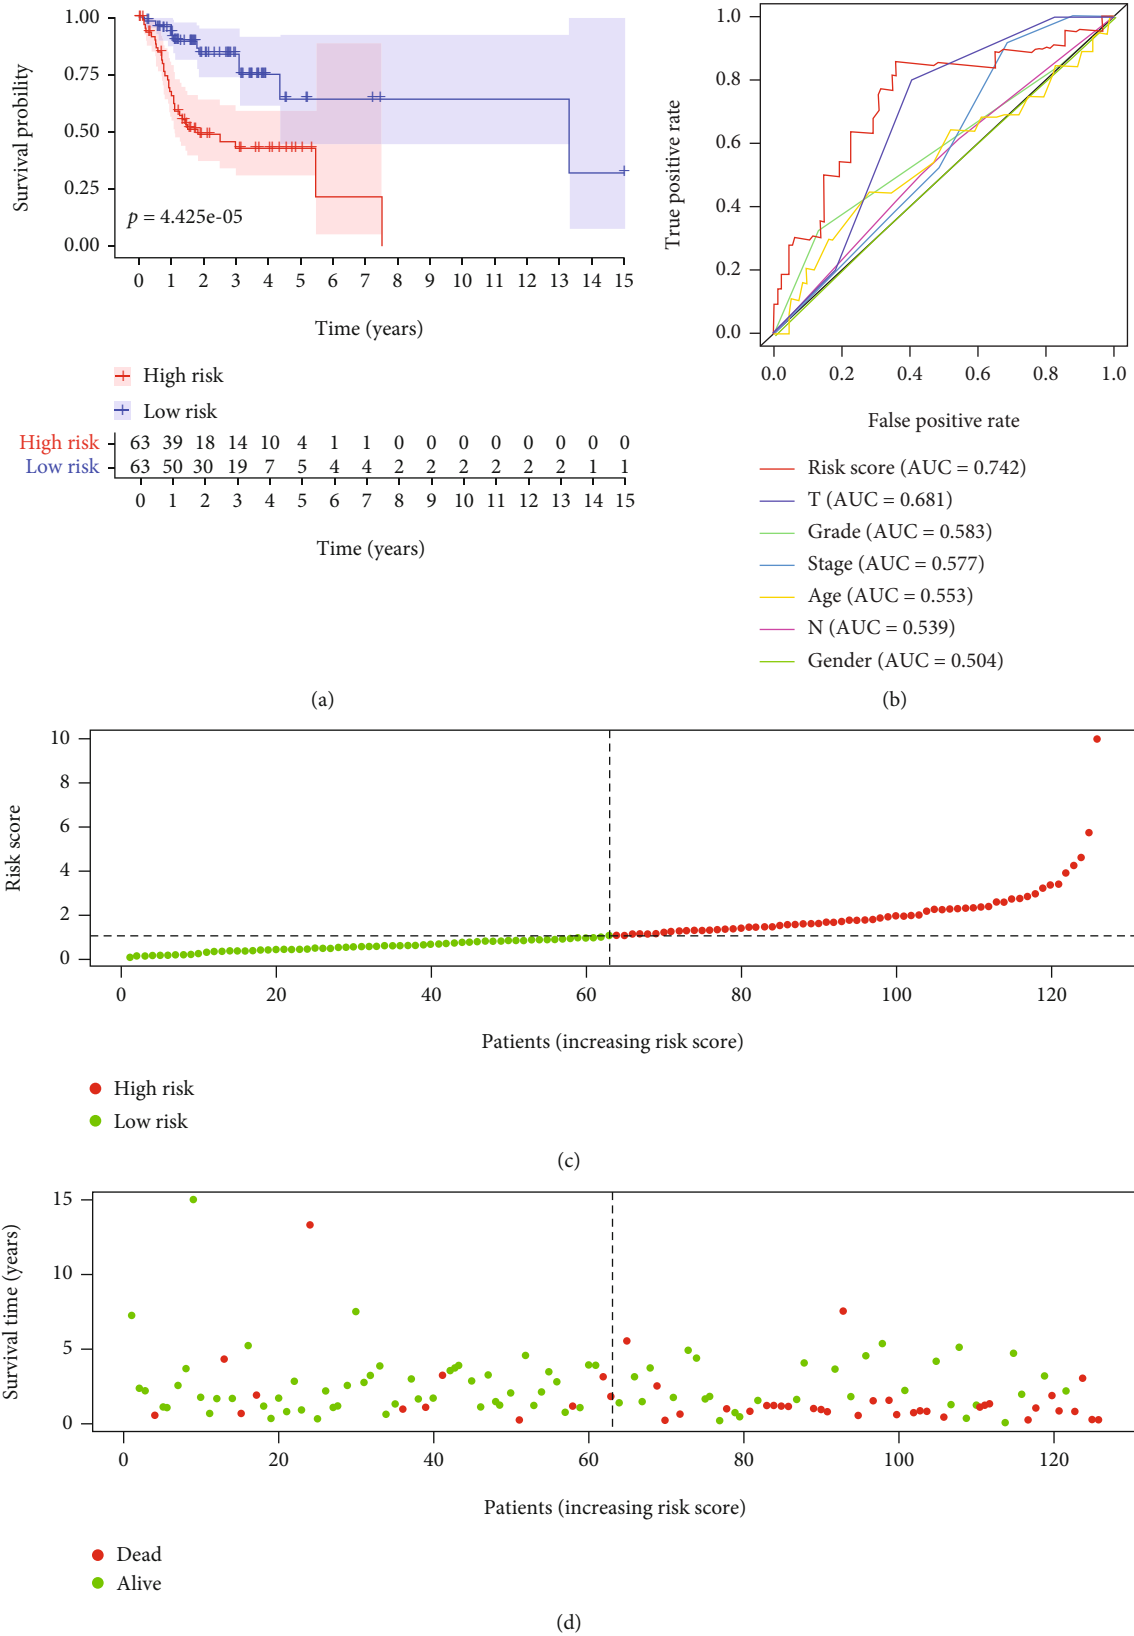 1.00
0.75
0.50
0.25
0.00
Survival probility
p = 4.425e-05
0 1 2 3 4 5 6 7 8 9 10 11 12 13 14 15
Time (years)
High risk
Low risk
High risk 63 39 18 14 10 4 1 1 0 0 0 0 0 0 0 0
Low risk 63 50 30 19 7 5 4 4 2 2 2 2 2 2 1 1
0 1 2 3 4 5 6 7 8 9 10 11 12 13 14 15
Time (years)
(a)
1.0
0.8
0.6
0.4
0.2
0.0
True positive rate
0.0 0.2 0.4 0.6 0.8 1.0
False positive rate
Risk score (AUC = 0.742)
T (AUC = 0.681)
Grade (AUC = 0.583)
Stage (AUC = 0.577)
Age (AUC = 0.553)
N (AUC = 0.539)
Gender (AUC = 0.504)
(b)
10
8
6
4
2
0
Risk score
0 20 40 60 80 100 120
Patients (increasing risk score)
High risk
Low risk
(c)
15
10
5
0
Survival time (years)
0 20 40 60 80 100 120
Patients (increasing risk score)
Dead
Alive
(d)